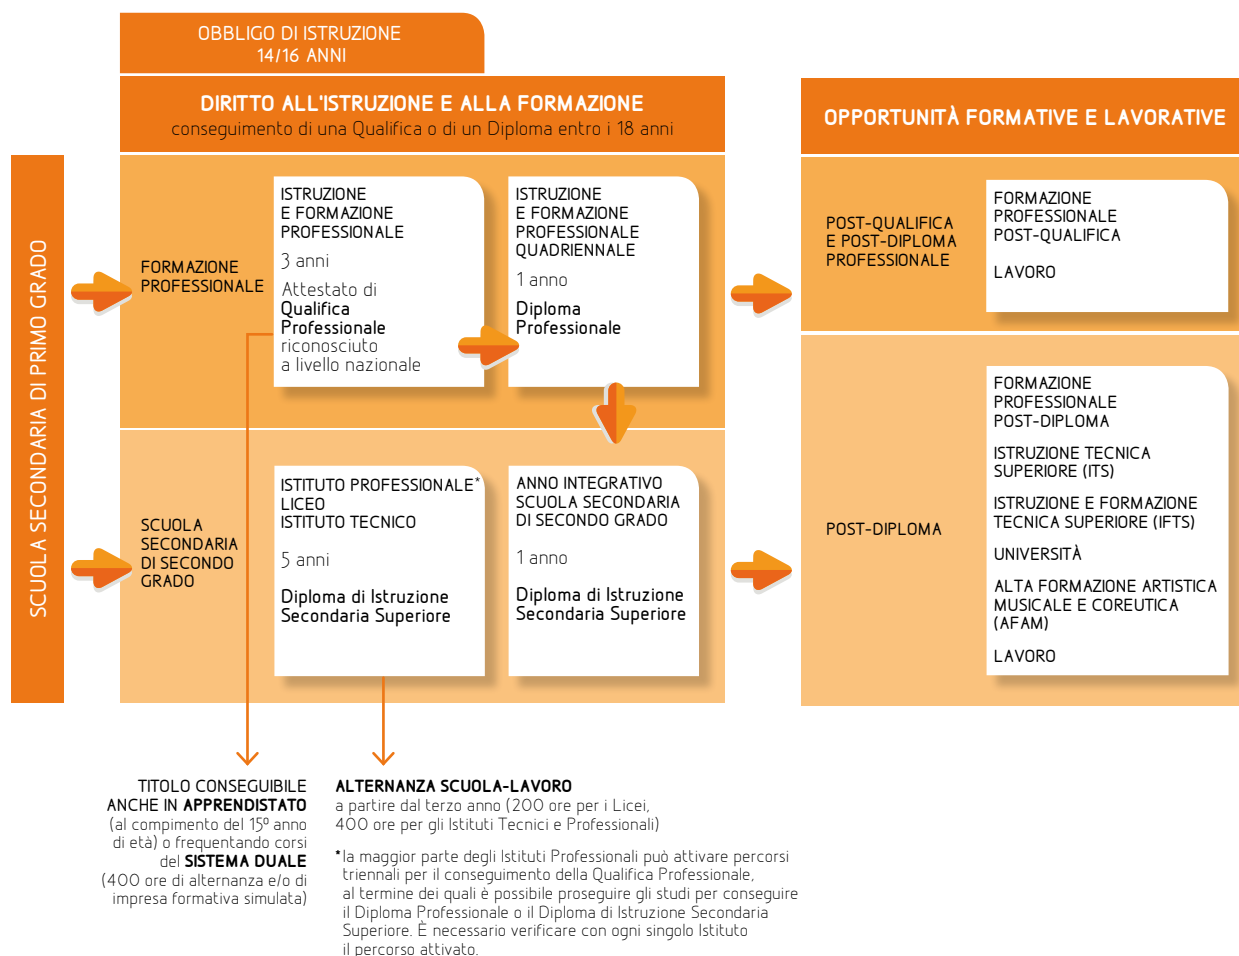 OBBLIGO DI ISTRUZIONE
14/16 ANNI
DIRITTO ALL'ISTRUZIONE E ALLA FORMAZIONE
conseguimento di una Qualifica o di un Diploma entro i 18 anni
OPPORTUNITÀ FORMATIVE E LAVORATIVE
SCUOLA SECONDARIA DI PRIMO GRADO
FORMAZIONE
PROFESSIONALE
ISTRUZIONE
E FORMAZIONE
PROFESSIONALE
3 anni
Attestato di
Qualifica
Professionale
riconosciuto
a livello nazionale
ISTRUZIONE
E FORMAZIONE
PROFESSIONALE
QUADRIENNALE
1 anno
Diploma
Professionale
POST-QUALIFICA
E POST-DIPLOMA
PROFESSIONALE
FORMAZIONE
PROFESSIONALE
POST-QUALIFICA
LAVORO
SCUOLA
SECONDARIA
DI SECONDO
GRADO
ISTITUTO PROFESSIONALE*
LICEO
ISTITUTO TECNICO
5 anni
Diploma di Istruzione
Secondaria Superiore
ANNO INTEGRATIVO
SCUOLA SECONDARIA
DI SECONDO GRADO
1 anno
Diploma di Istruzione
Secondaria Superiore
POST-DIPLOMA
FORMAZIONE
PROFESSIONALE
POST-DIPLOMA
ISTRUZIONE TECNICA
SUPERIORE (ITS)
ISTRUZIONE E FORMAZIONE
TECNICA SUPERIORE (IFTS)
UNIVERSITÀ
ALTA FORMAZIONE ARTISTICA
MUSICALE E COREUTICA
(AFAM)
LAVORO
TITOLO CONSEGUIBILE
ANCHE IN APPRENDISTATO
(al compimento del 15º anno
di età) o frequentando corsi
del SISTEMA DUALE
(400 ore di alternanza e/o di
impresa formativa simulata)
ALTERNANZA SCUOLA-LAVORO
a partire dal terzo anno (200 ore per i Licei,
400 ore per gli Istituti Tecnici e Professionali)
*la maggior parte degli Istituti Professionali può attivare percorsi
triennali per il conseguimento della Qualifica Professionale,
al termine dei quali è possibile proseguire gli studi per conseguire
il Diploma Professionale o il Diploma di Istruzione Secondaria
Superiore. È necessario verificare con ogni singolo Istituto
il percorso attivato.